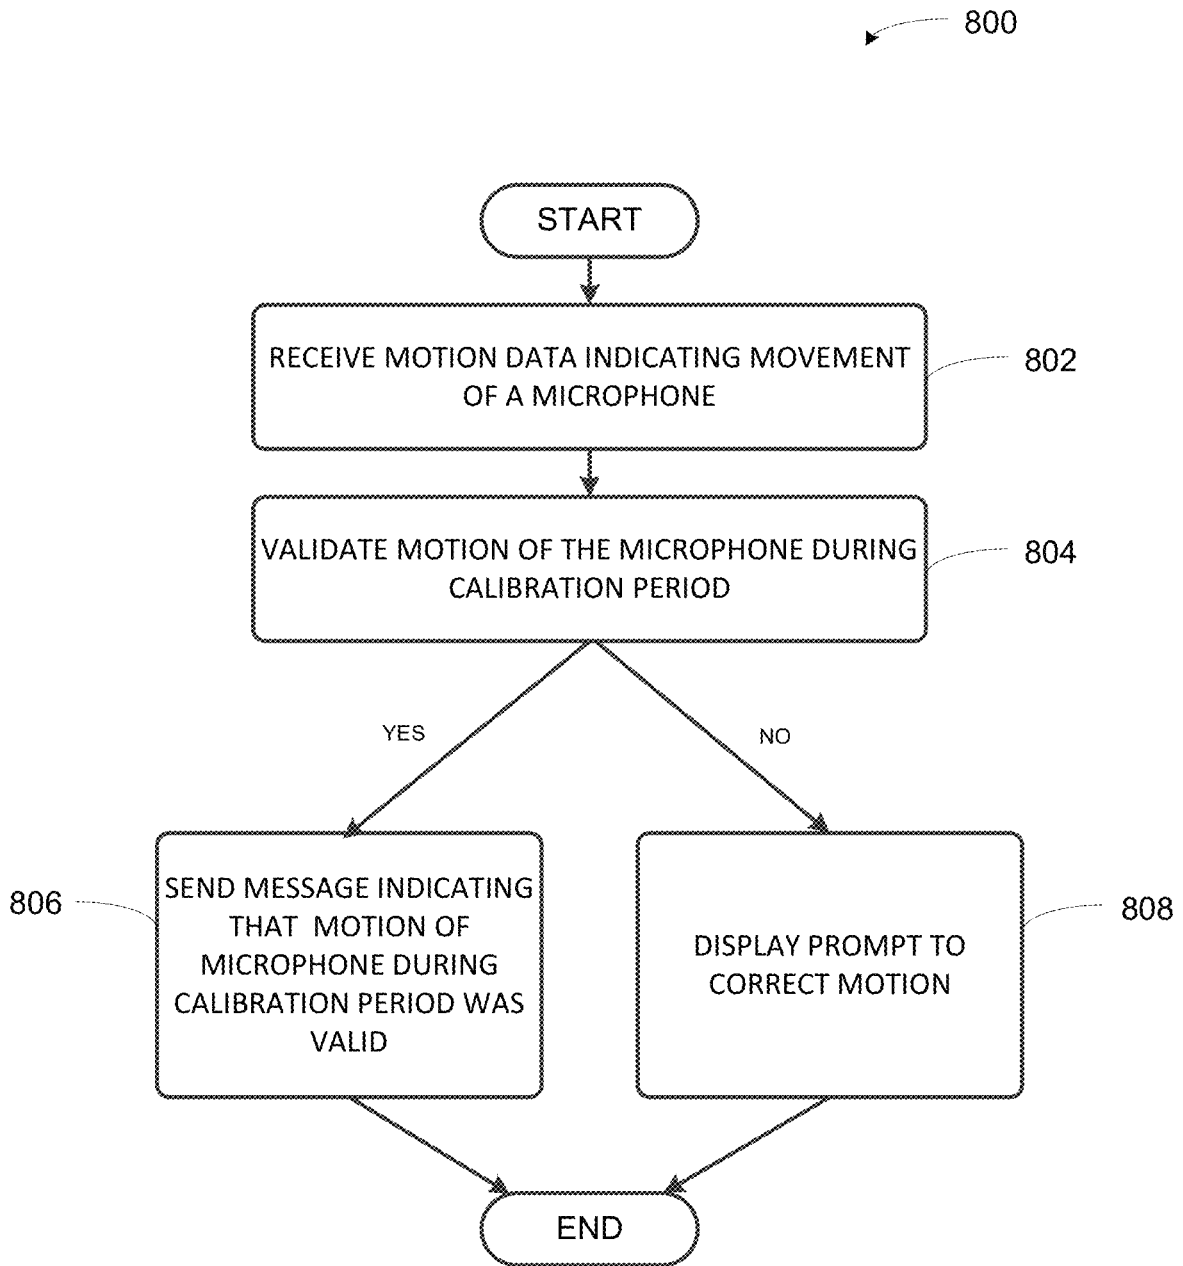 800
START
RECEIVE MOTION DATA INDICATING MOVEMENT
OF A MICROPHONE
802
VALIDATE MOTION OF THE MICROPHONE DURING
CALIBRATION PERIOD
804
YES
NO
806
SEND MESSAGE INDICATING
THAT MOTION OF
MICROPHONE DURING
CALIBRATION PERIOD WAS
VALID
DISPLAY PROMPT TO
CORRECT MOTION
808
END